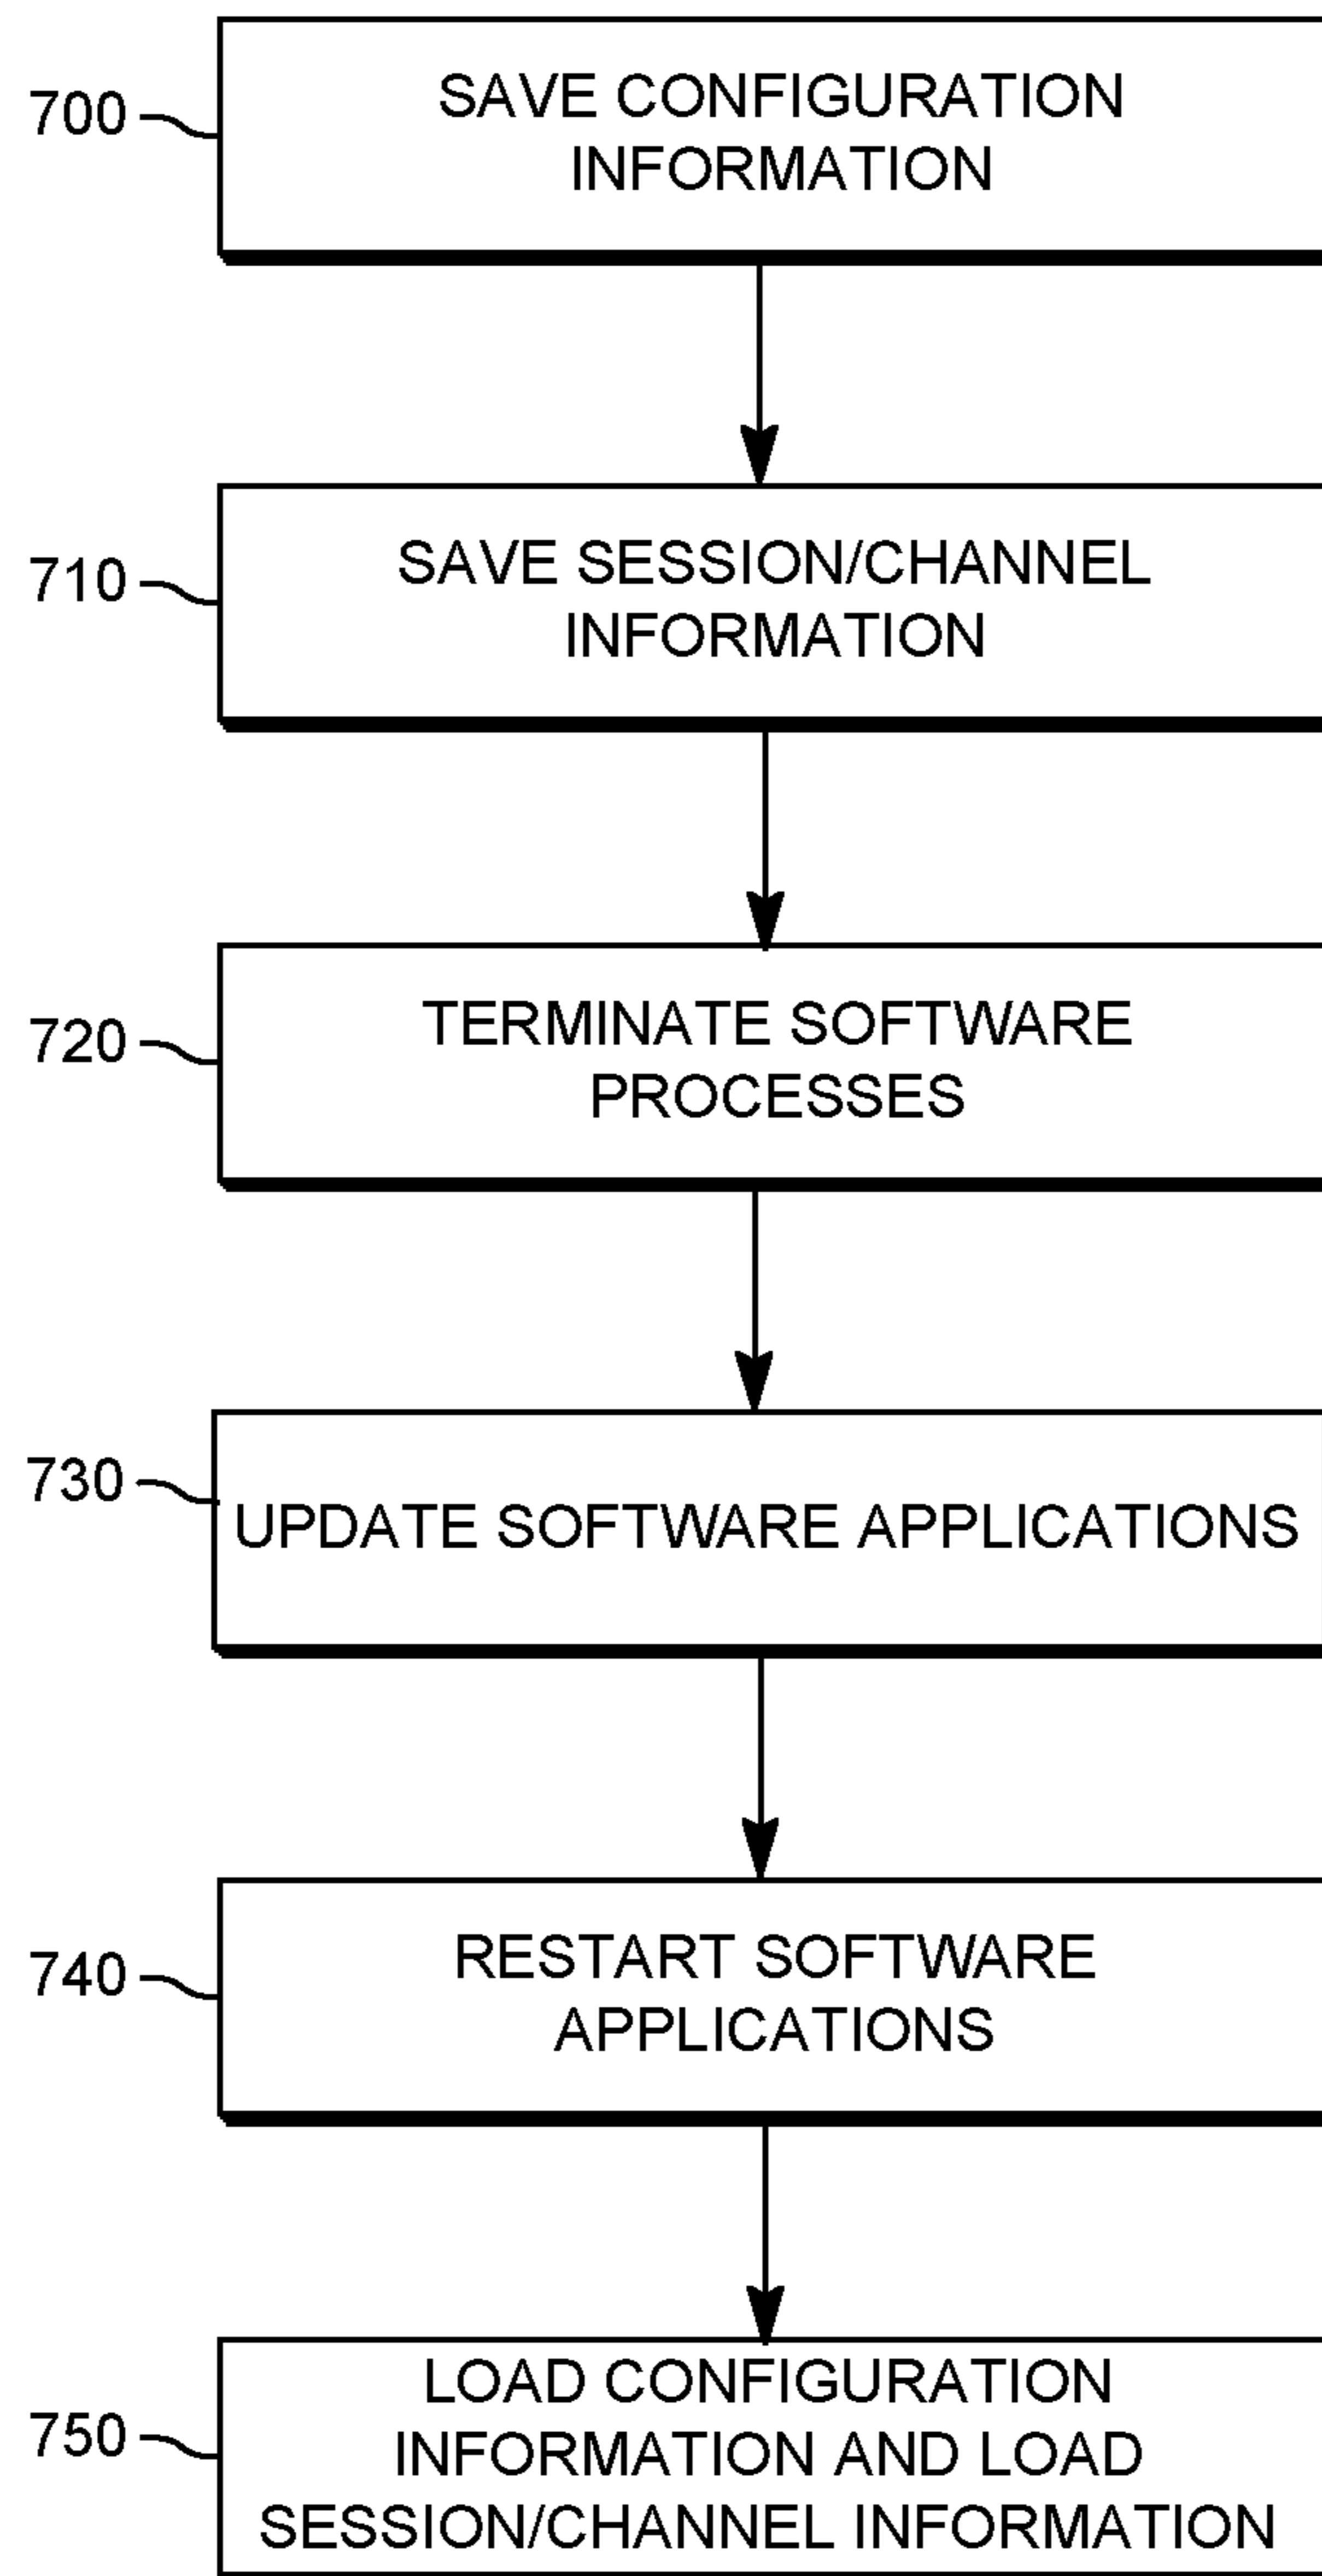 700
SAVE CONFIGURATION
INFORMATION
710
SAVE SESSION/CHANNEL
INFORMATION
720
TERMINATE SOFTWARE
PROCESSES
730
UPDATE SOFTWARE APPLICATIONS
740
RESTART SOFTWARE
APPLICATIONS
750
LOAD CONFIGURATION
INFORMATION AND LOAD
SESSION/CHANNEL INFORMATION